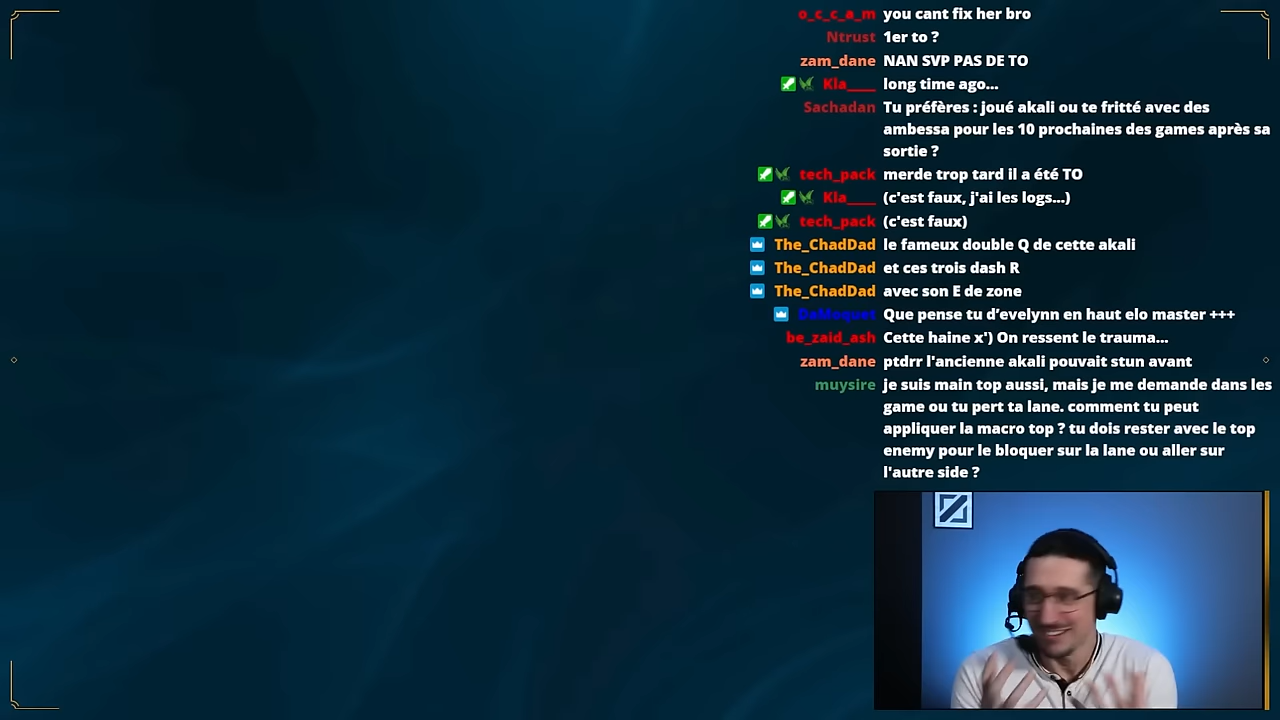 o_c_c_a_m you cant fix her bro
Ntrust 1er to ?
zam_dane NAN SVP PAS DE TO
Kla____ long time ago...
Sachadan Tu préfères : joué akali ou te fritté avec des
ambessa pour les 10 prochaines des games après sa
sortie ?
tech_pack merde trop tard il a été TO
Kla____ (c'est faux, j'ai les logs...)
tech_pack (c'est faux)
The_ChadDad le fameux double Q de cette akali
The_ChadDad et ces trois dash R
The_ChadDad avec son E de zone
DaMoquet Que pense tu d’evelynn en haut elo master +++
be_zaid_ash Cette haine x') On ressent le trauma...
zam_dane ptdrr l'ancienne akali pouvait stun avant
muysire je suis main top aussi, mais je me demande dans les
game ou tu pert ta lane. comment tu peut
appliquer la macro top ? tu dois rester avec le top
enemy pour le bloquer sur la lane ou aller sur
l'autre side ?